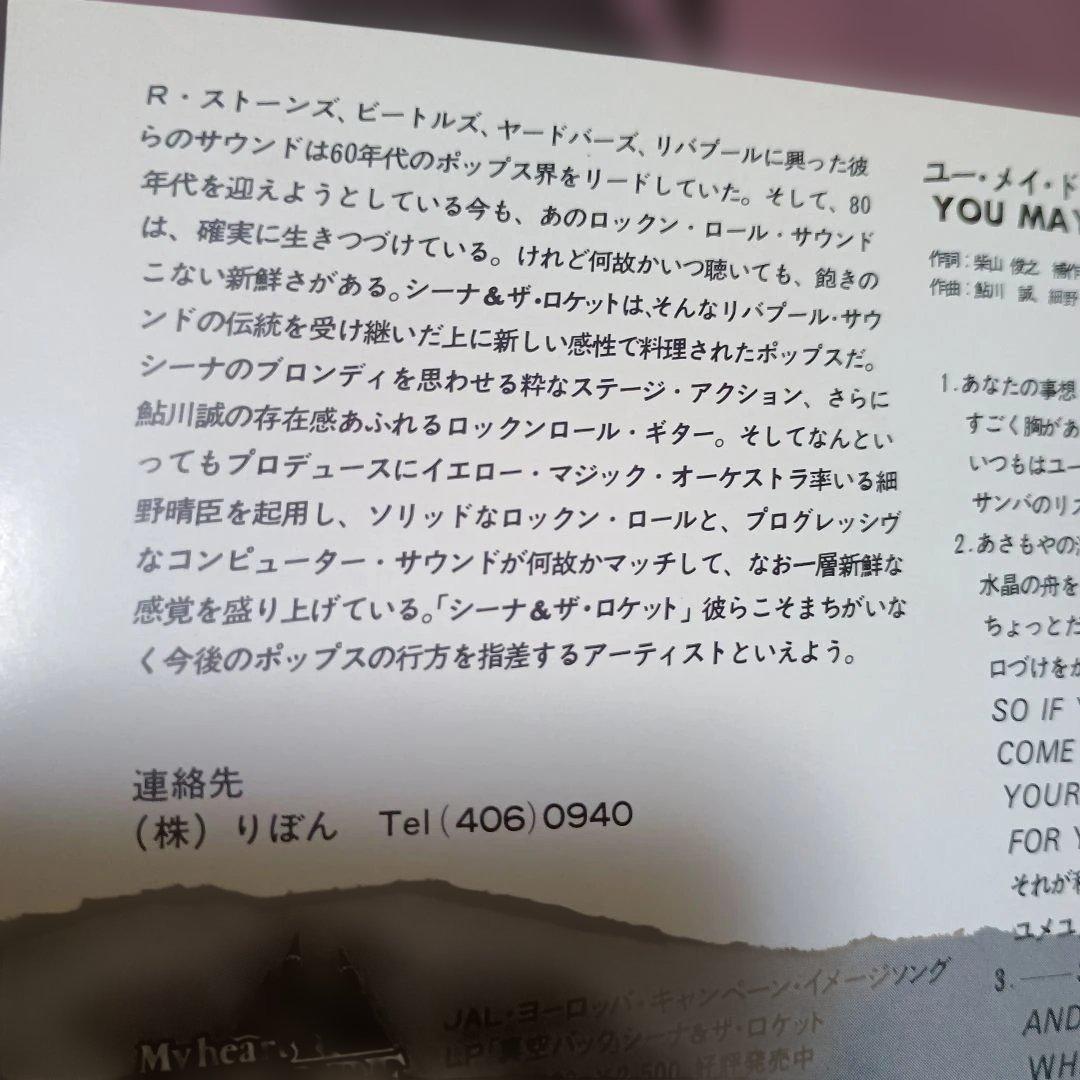 R・ストーンズ、ビートルズ、ヤードバーズ、リバプールに興った彼
らのサウンドは60年代のポップス界をリードしていた。そして、80
年代を迎えようとしている今も、あのロックン・ロール・サウンド
は、確実に生きつづけている。けれど何故かいつ聴いても、飽きの
こない新鮮さがある。シーナ&ザ・ロケットは、そんなリバプール・サウ
ンドの伝統を受け継いだ上に新しい感性で料理されたポップスだ。
シーナのブロンディを思わせる粋なステージ・アクション、さらに
鮎川誠の存在感あふれるロックンロール・ギター。そしてなんとい
ってもプロデュースにイエロー・マジック・オーケストラ率いる細
野晴臣を起用し、ソリッドなロックン・ロールと、プログレッシヴ
なコンピューター・サウンドが何故かマッチして、なお一層新鮮な
感覚を盛り上げている。「シーナ&ザ・ロケット」彼らこそまちがいな
く今後のポップスの行方を指差するアーティストといえよう。
連絡先
(株)りぼん Tel(406)0940
My hear
JAL・ヨーロッパ・キャンペーン・イメージソング
LP「真空パック」シーナ&ザ・ロケット
¥2,500 好評発売中
ユー・メイ・ド
YOU MAY
作詞:柴山 俊之 補作
作曲:鮎川 誠、細野
1.あなたの事想
すごく胸があ
いつもはユー
サンバのリズ
2.あさもやの
水晶の舟を
ちょっとだ
口づけをか
SO IF Y
COME
YOUR
FOR Y
それが私
ユメユ
3.
AND
WH